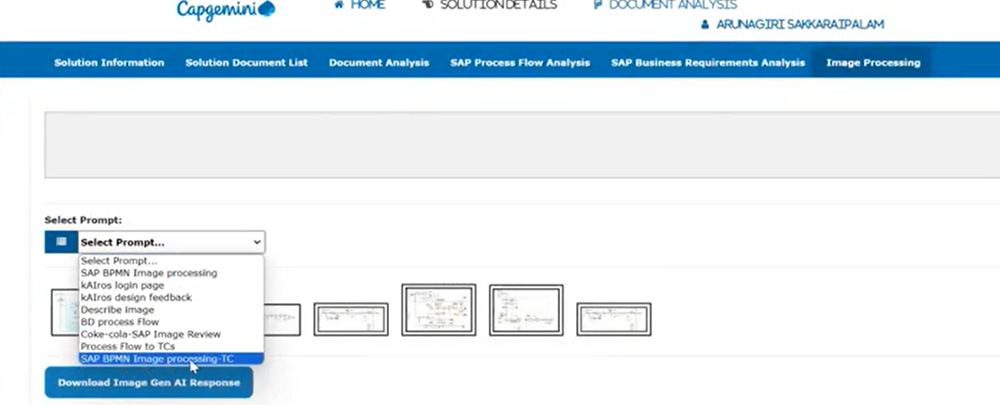 Capgemini
HOME SOLUTION DETAILS DOCUMENT ANALYSIS
ARUNAGIRI SAKKARAIPALAM
Solution Information Solution Document List Document Analysis SAP Process Flow Analysis SAP Business Requirements Analysis Image Processing
Select Prompt:
Select Prompt...
Select Prompt...
SAP BPMN Image processing
kAIros login page
kAIros design feedback
Describe image
BD process Flow
Coke-cola-SAP Image Review
Process Flow to TCs
SAP BPMN Image processing-TC
Download Image Gen AI Response